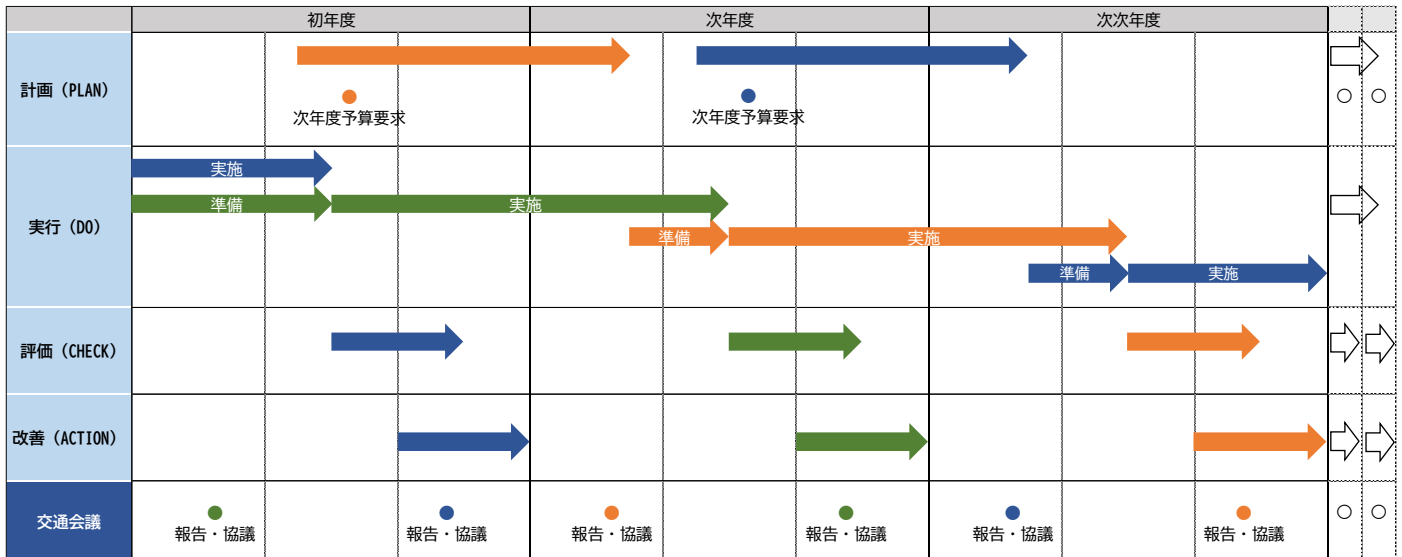 初年度
次年度
次次年度
計画（PLAN）
次年度予算要求
次年度予算要求
実行（DO）
実施
準備
実施
準備
実施
準備
実施
評価（CHECK）
改善（ACTION）
交通会議
報告・協議
報告・協議
報告・協議
報告・協議
報告・協議
報告・協議